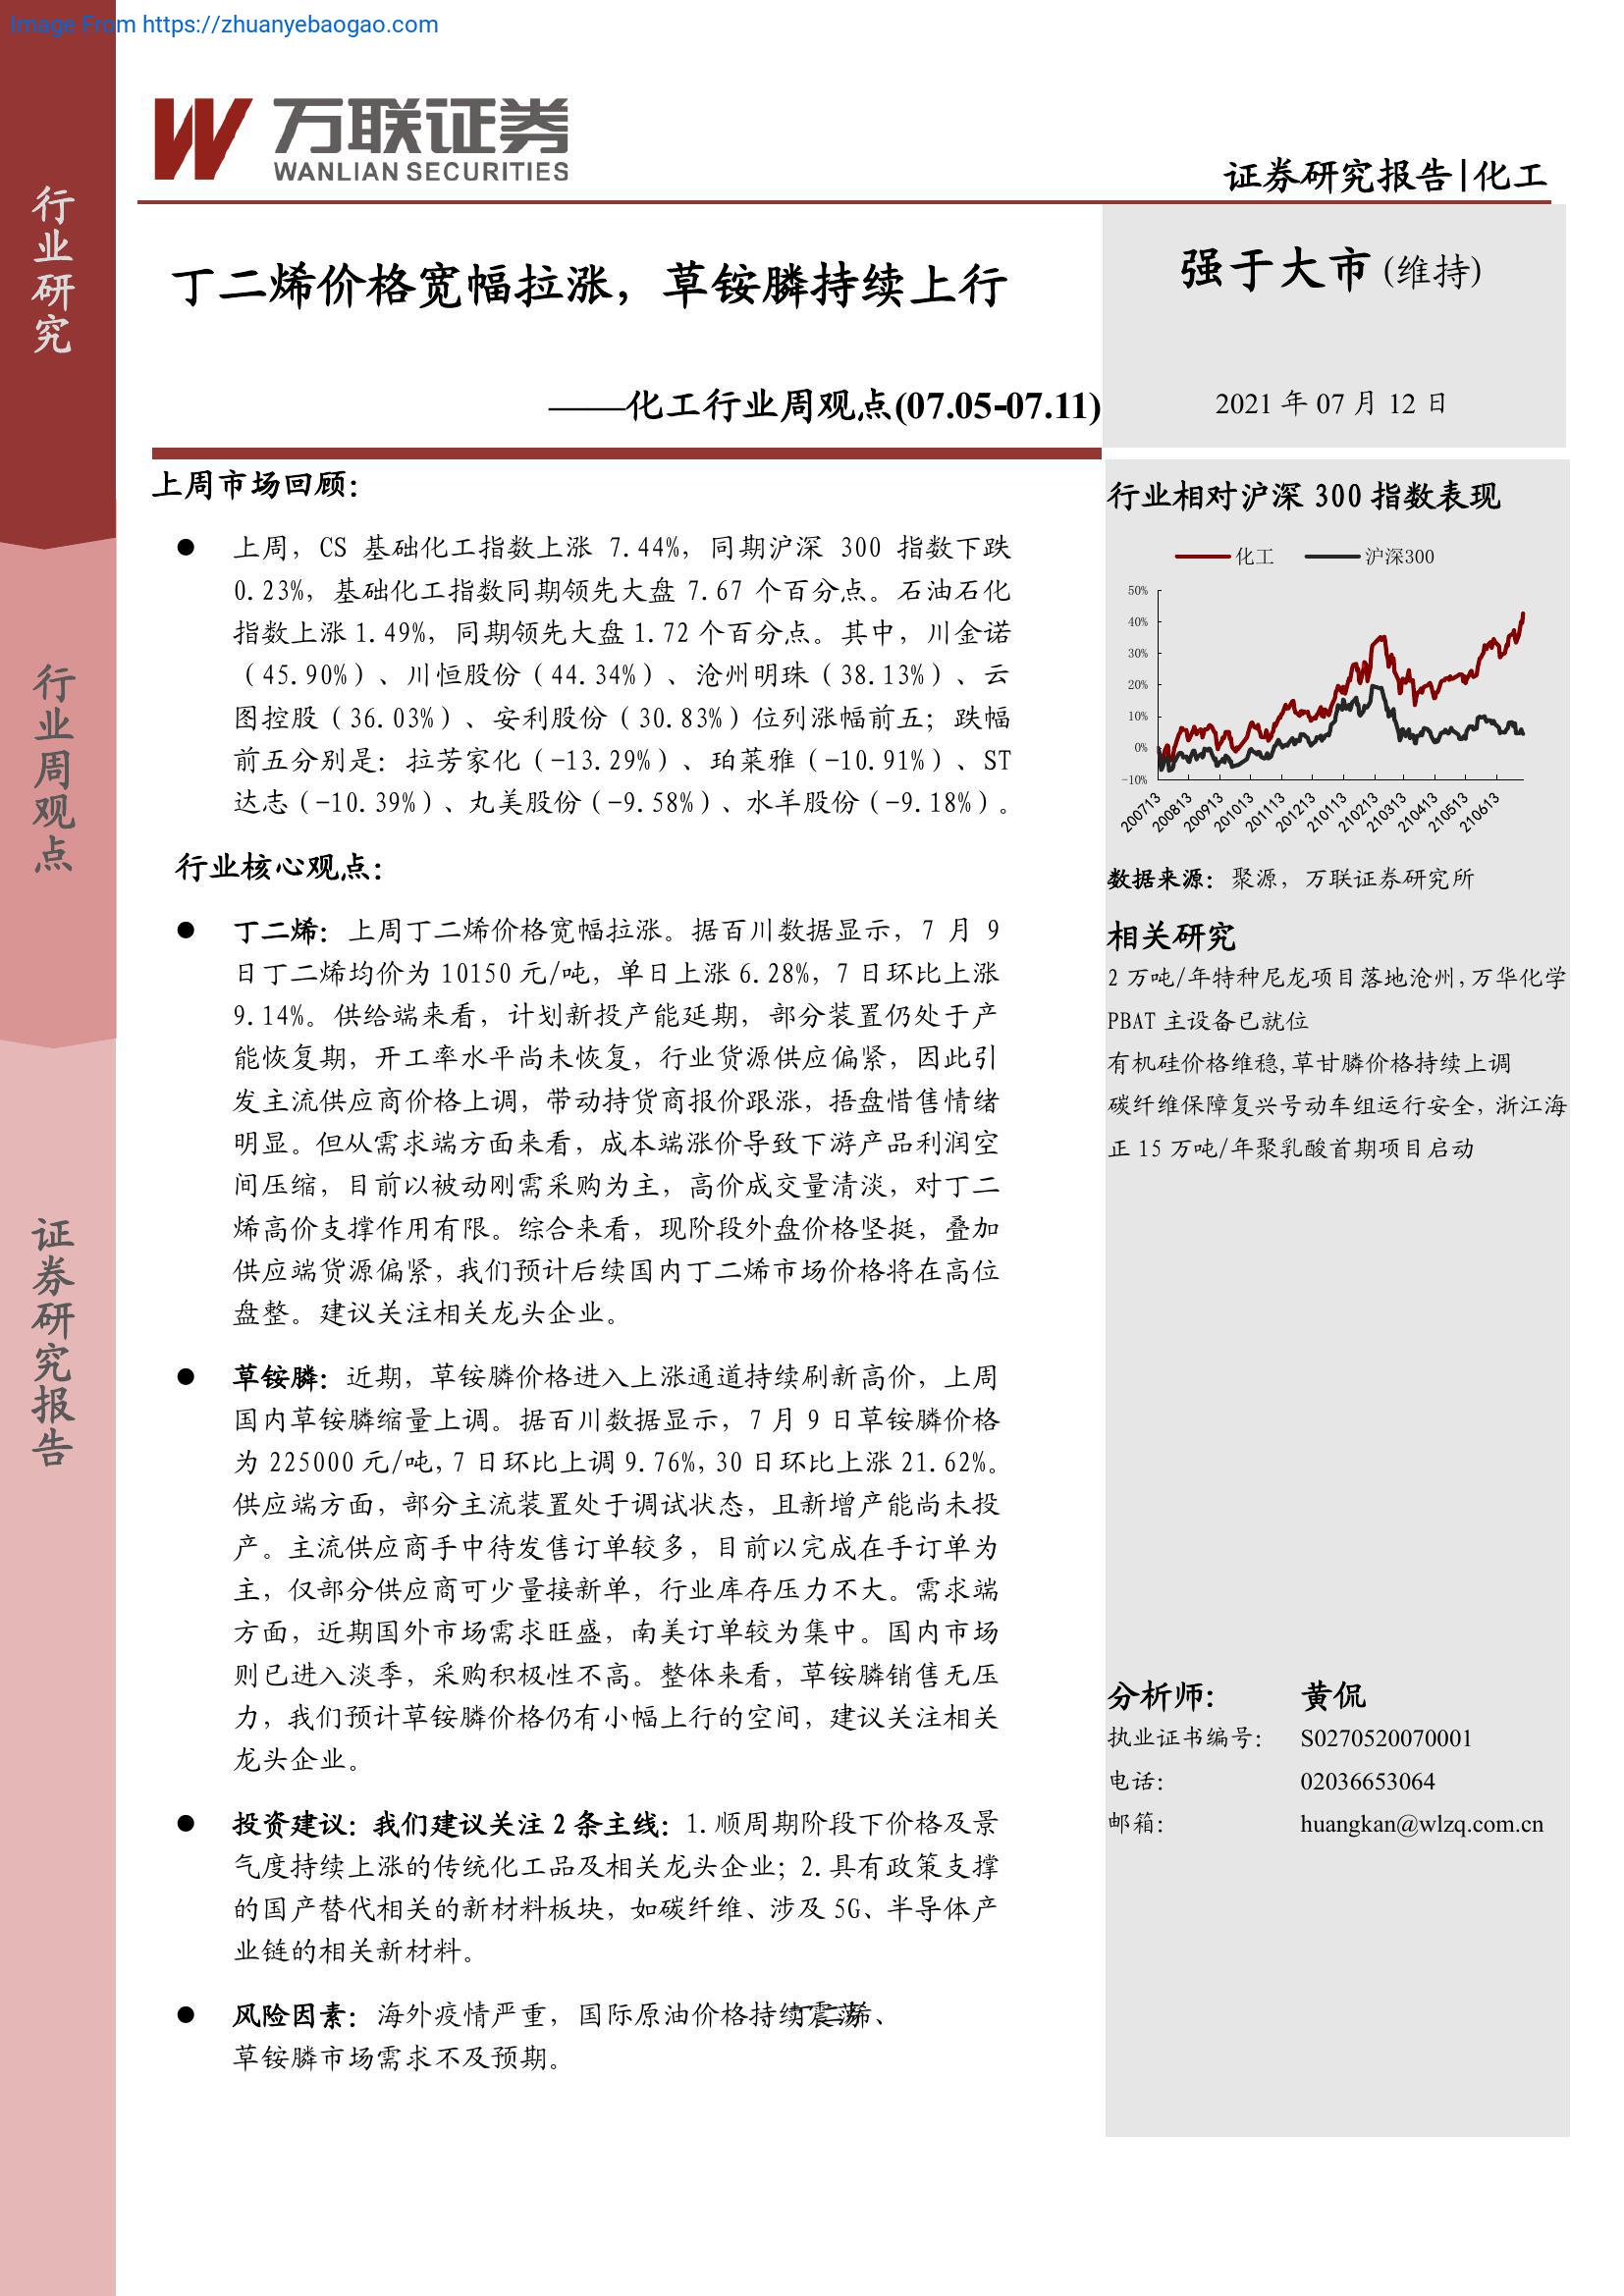 Image From https://zhuanyebaogao.com
万联证券
WANLIAN SECURITIES
证券研究报告|化工
行业研究
行业周观点
证券研究报告
丁二烯价格宽幅拉涨，草铵膦持续上行
——化工行业周观点(07.05-07.11)
强于大市(维持)
2021 年 07 月 12 日
上周市场回顾：
● 上周，CS 基础化工指数上涨 7.44%，同期沪深 300 指数下跌
0.23%，基础化工指数同期领先大盘 7.67 个百分点。石油石化
指数上涨 1.49%，同期领先大盘 1.72 个百分点。其中，川金诺
（45.90%）、川恒股份（44.34%）、沧州明珠（38.13%）、云
图控股（36.03%）、安利股份（30.83%）位列涨幅前五；跌幅
前五分别是：拉芳家化（-13.29%）、珀莱雅（-10.91%）、ST
达志（-10.39%）、丸美股份（-9.58%）、水羊股份（-9.18%）。
行业核心观点：
● 丁二烯：上周丁二烯价格宽幅拉涨。据百川数据显示，7 月 9
日丁二烯均价为 10150 元/吨，单日上涨 6.28%，7 日环比上涨
9.14%。供给端来看，计划新投产能延期，部分装置仍处于产
能恢复期，开工率水平尚未恢复，行业货源供应偏紧，因此引
发主流供应商价格上调，带动持货商报价跟涨，捂盘惜售情绪
明显。但从需求端方面来看，成本端涨价导致下游产品利润空
间压缩，目前以被动刚需采购为主，高价成交量清淡，对丁二
烯高价支撑作用有限。综合来看，现阶段外盘价格坚挺，叠加
供应端货源偏紧，我们预计后续国内丁二烯市场价格将在高位
盘整。建议关注相关龙头企业。
● 草铵膦：近期，草铵膦价格进入上涨通道持续刷新高价，上周
国内草铵膦缩量上调。据百川数据显示，7 月 9 日草铵膦价格
为 225000 元/吨，7 日环比上调 9.76%，30 日环比上涨 21.62%。
供应端方面，部分主流装置处于调试状态，且新增产能尚未投
产。主流供应商手中待发售订单较多，目前以完成在手订单为
主，仅部分供应商可少量接新单，行业库存压力不大。需求端
方面，近期国外市场需求旺盛，南美订单较为集中。国内市场
则已进入淡季，采购积极性不高。整体来看，草铵膦销售无压
力，我们预计草铵膦价格仍有小幅上行的空间，建议关注相关
龙头企业。
● 投资建议：我们建议关注 2 条主线：1.顺周期阶段下价格及景
气度持续上涨的传统化工品及相关龙头企业；2.具有政策支撑
的国产替代相关的新材料板块，如碳纤维、涉及 5G、半导体产
业链的相关新材料。
● 风险因素：海外疫情严重，国际原油价格持续震荡、
草铵膦市场需求不及预期。
行业相对沪深 300 指数表现
化工 沪深300
50%
40%
30%
20%
10%
0%
-10%
200713 200813 200913 201013 201113 201213 210113 210213 210313 210413 210513 210613
数据来源：聚源，万联证券研究所
相关研究
2 万吨/年特种尼龙项目落地沧州,万华化学
PBAT 主设备已就位
有机硅价格维稳,草甘膦价格持续上调
碳纤维保障复兴号动车组运行安全，浙江海
正 15 万吨/年聚乳酸首期项目启动
分析师： 黄侃
执业证书编号： S0270520070001
电话： 02036653064
邮箱： huangkan@wlzq.com.cn